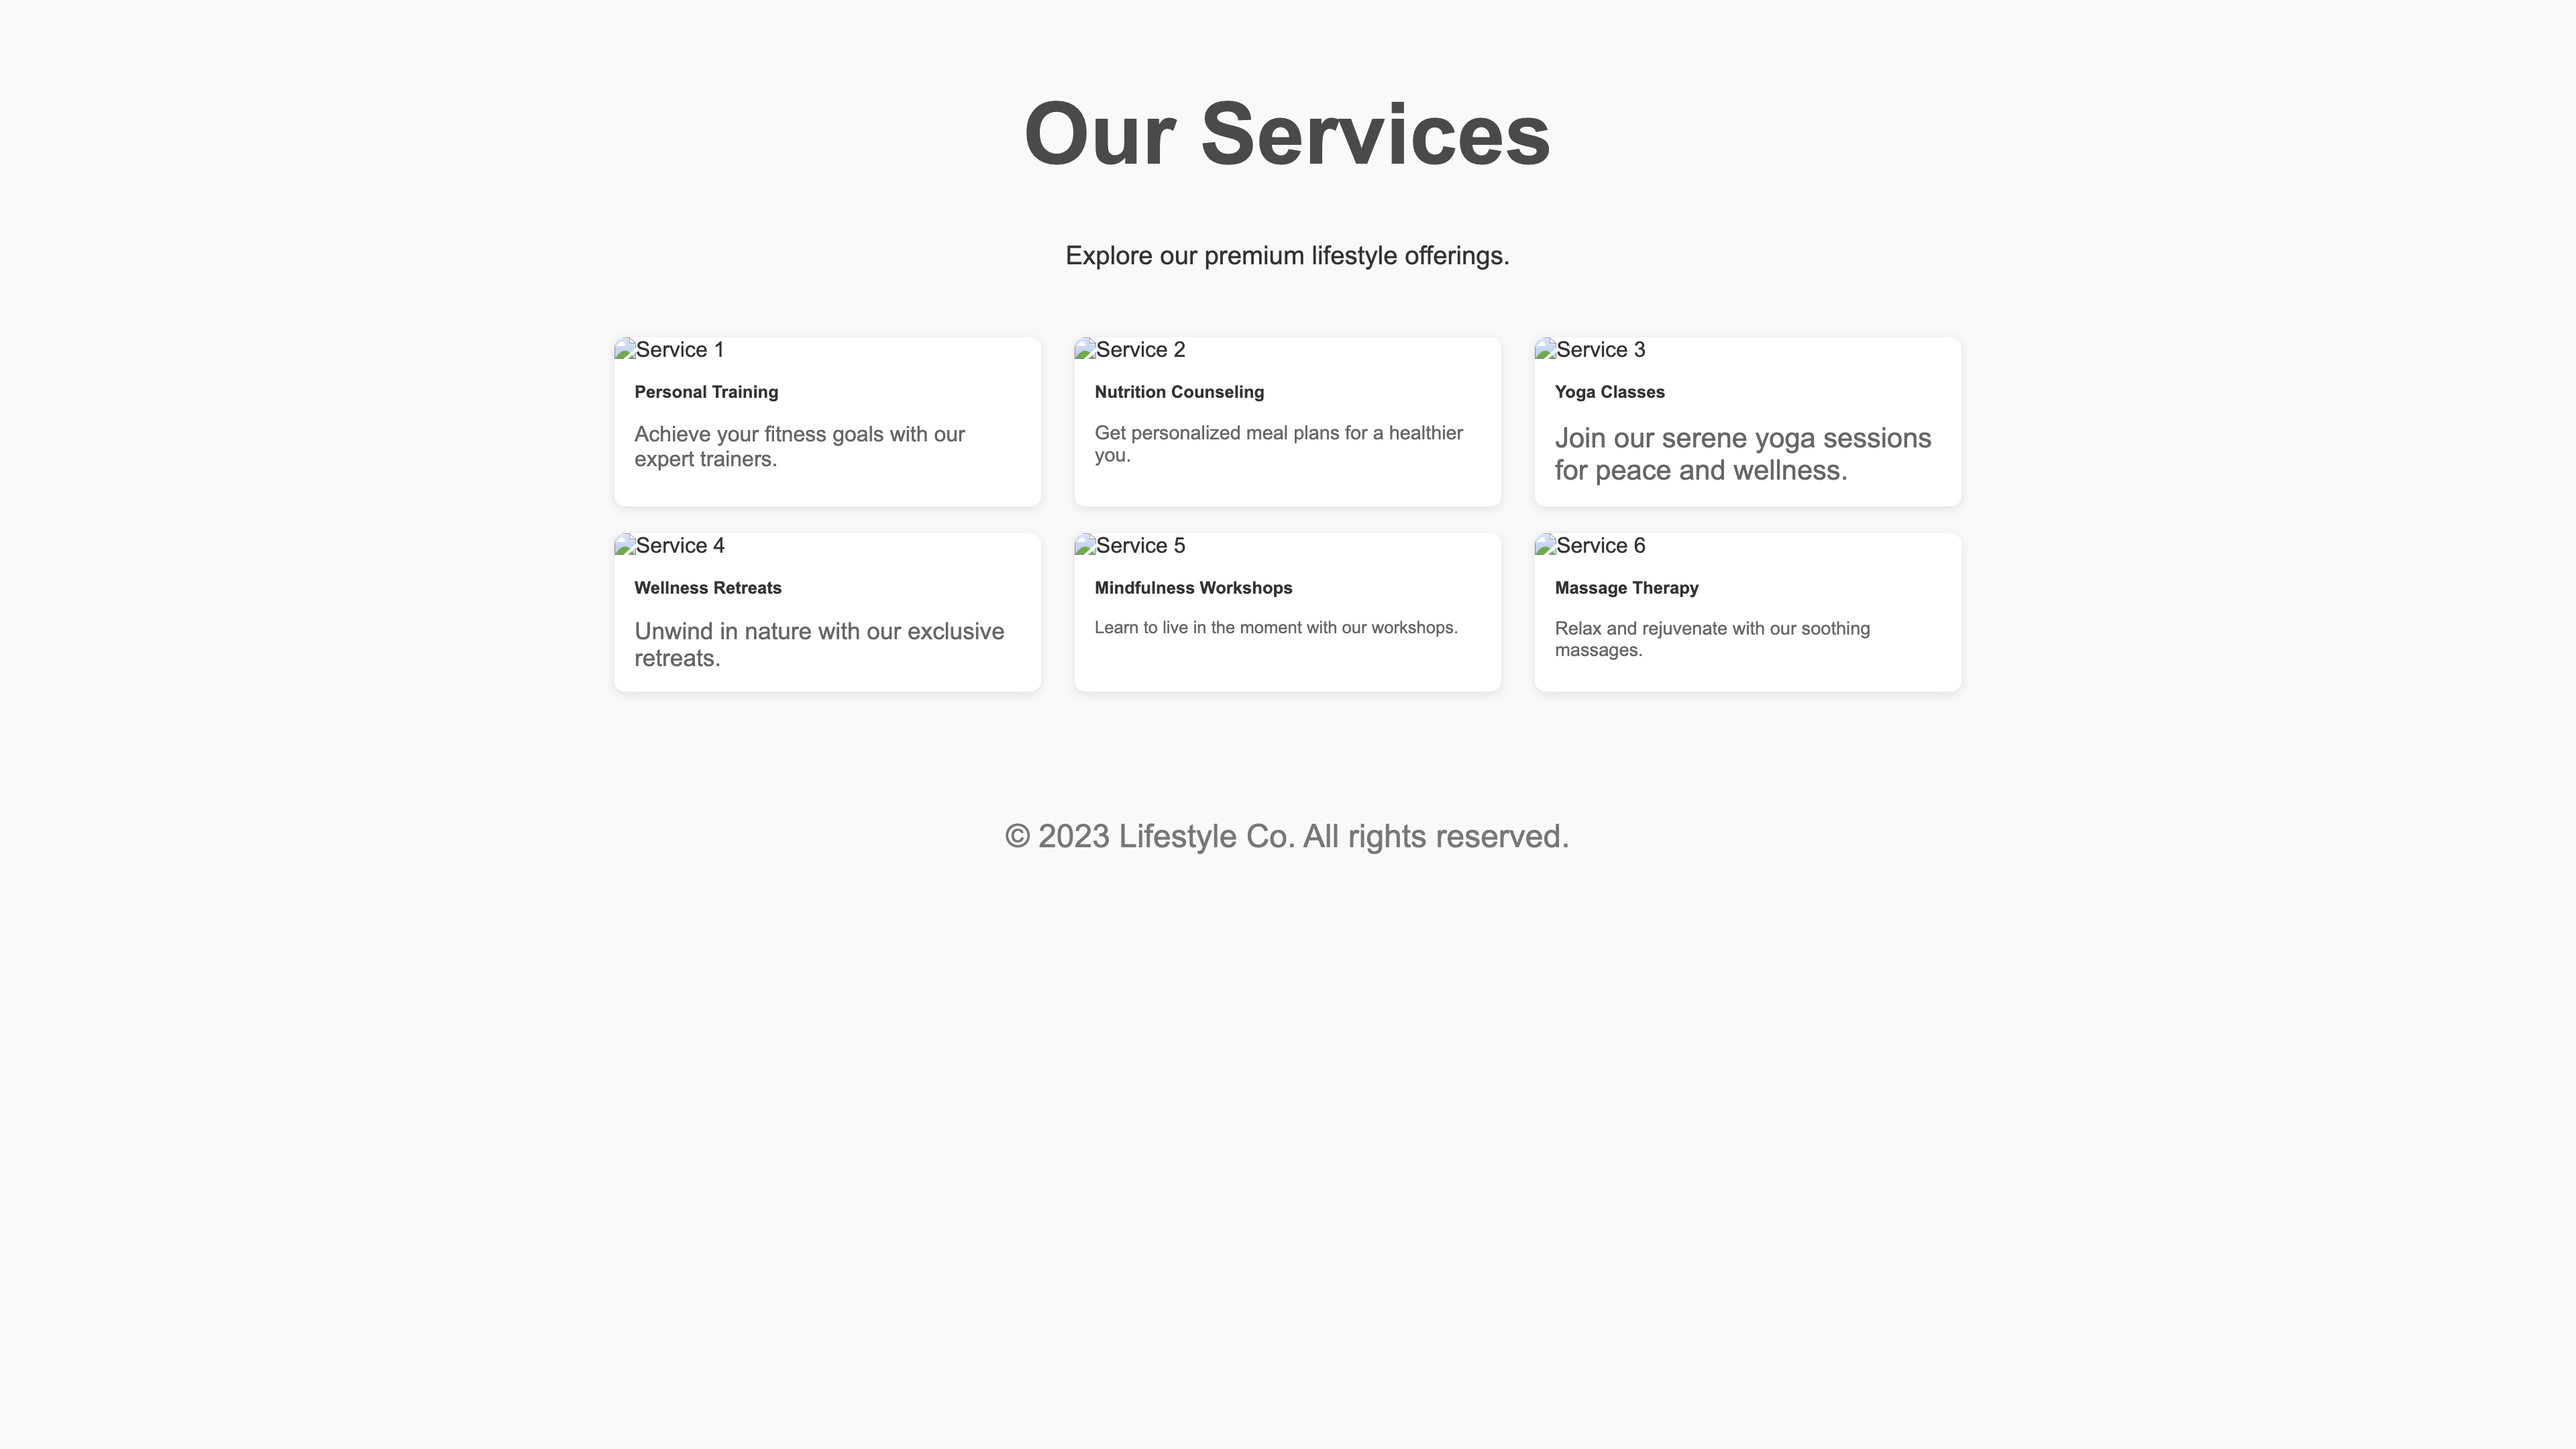 Our Services
Explore our premium lifestyle offerings.
Service 1
Personal Training
Achieve your fitness goals with our
expert trainers.
Service 2
Nutrition Counseling
Get personalized meal plans for a healthier
you.
Service 3
Yoga Classes
Join our serene yoga sessions
for peace and wellness.
Service 4
Wellness Retreats
Unwind in nature with our exclusive
retreats.
Service 5
Mindfulness Workshops
Learn to live in the moment with our workshops.
Service 6
Massage Therapy
Relax and rejuvenate with our soothing
massages.
© 2023 Lifestyle Co. All rights reserved.